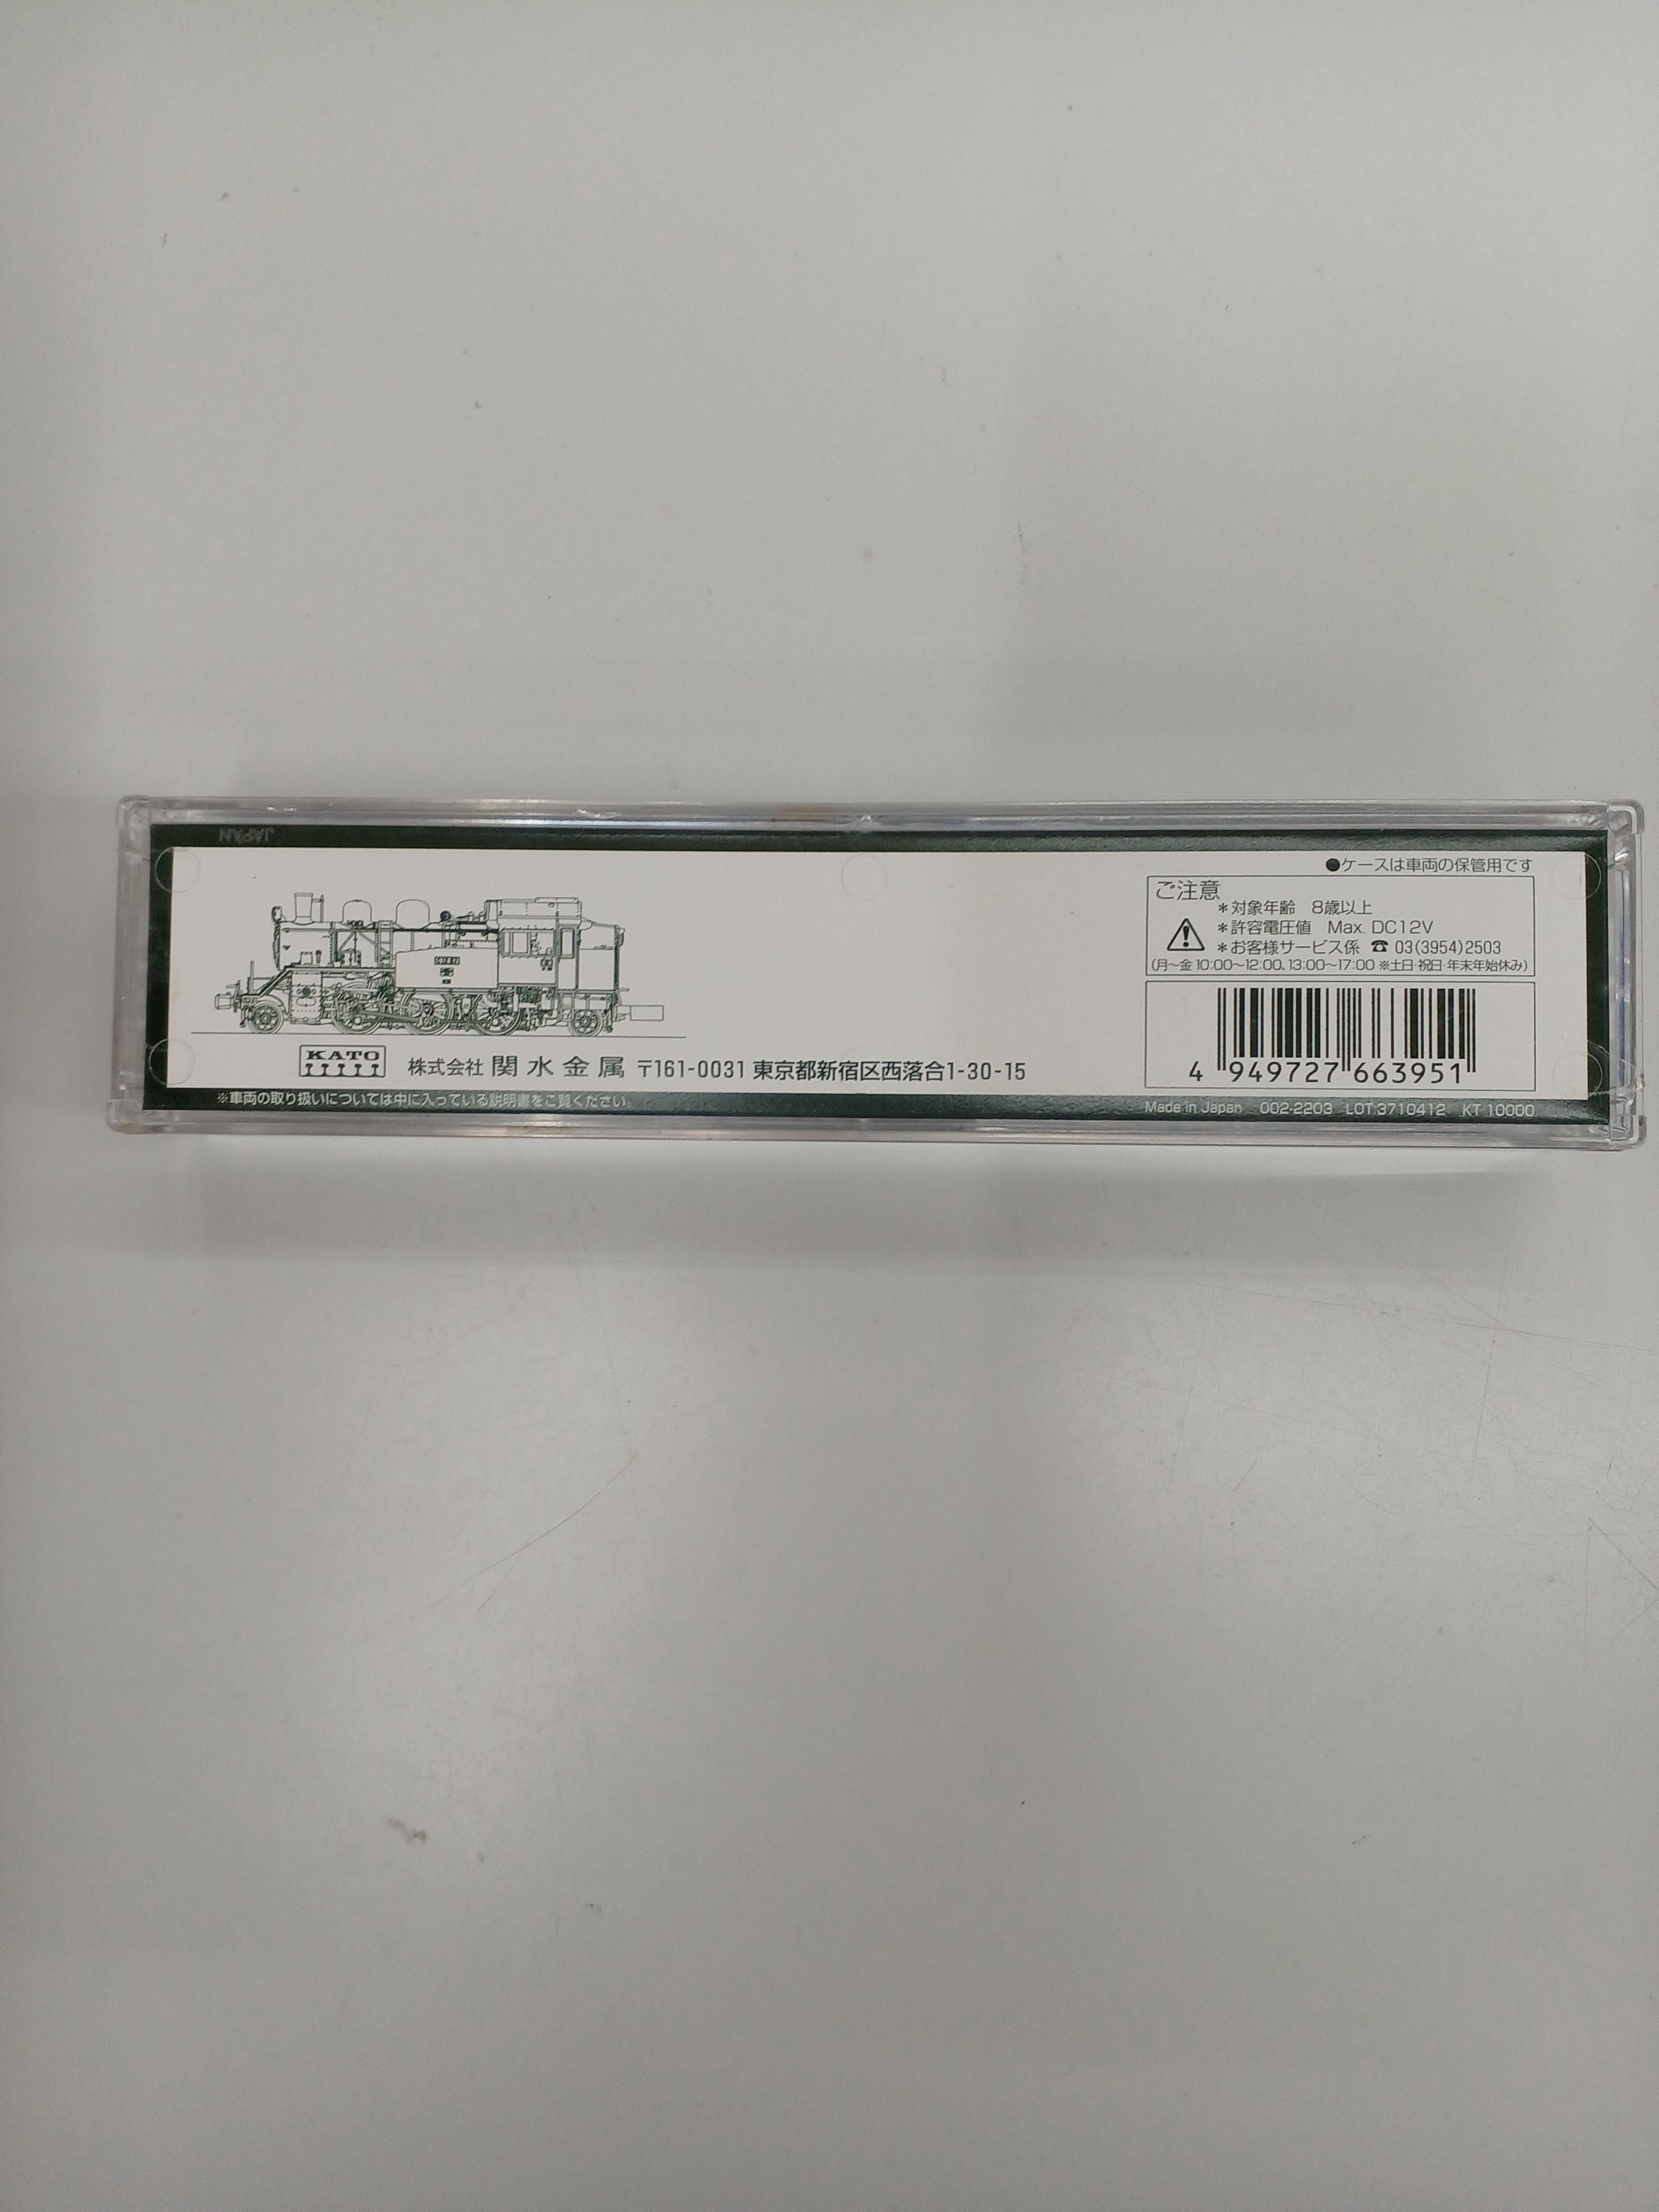 JAPAN
●ケースは車両の保管用です
ご注意
＊対象年齢　8歳以上
＊許容電圧値　Max. DC12V
＊お客様サービス係 ☎ 03(3954)2503
(月〜金 10:00〜12:00、13:00〜17:00 ※土日・祝日・年末年始休み)
4 949727 663951
KATO
株式会社 関水金属 〒161-0031 東京都新宿区西落合1-30-15
※車両の取り扱いについては中に入っている説明書をご覧ください。
Made in Japan　002-2203　LOT.3710412　KT 10000